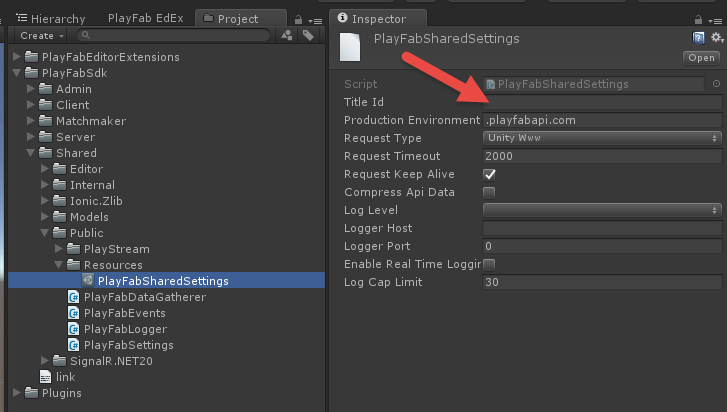 Hierarchy PlayFab EdEx Project
Create
PlayFabEditorExtensions
PlayFabSdk
Admin
Client
Matchmaker
Server
Shared
Editor
Internal
Ionic.Zlib
Models
Public
PlayStream
Resources
PlayFabSharedSettings
PlayFabDataGatherer
PlayFabEvents
PlayFabLogger
PlayFabSettings
SignalR.NET20
link
Plugins
Inspector
PlayFabSharedSettings
Open
Script PlayFabSharedSettings
Title Id
Production Environment .playfabapi.com
Request Type Unity Www
Request Timeout 2000
Request Keep Alive
Compress Api Data
Log Level
Logger Host
Logger Port 0
Enable Real Time Loggin
Log Cap Limit 30